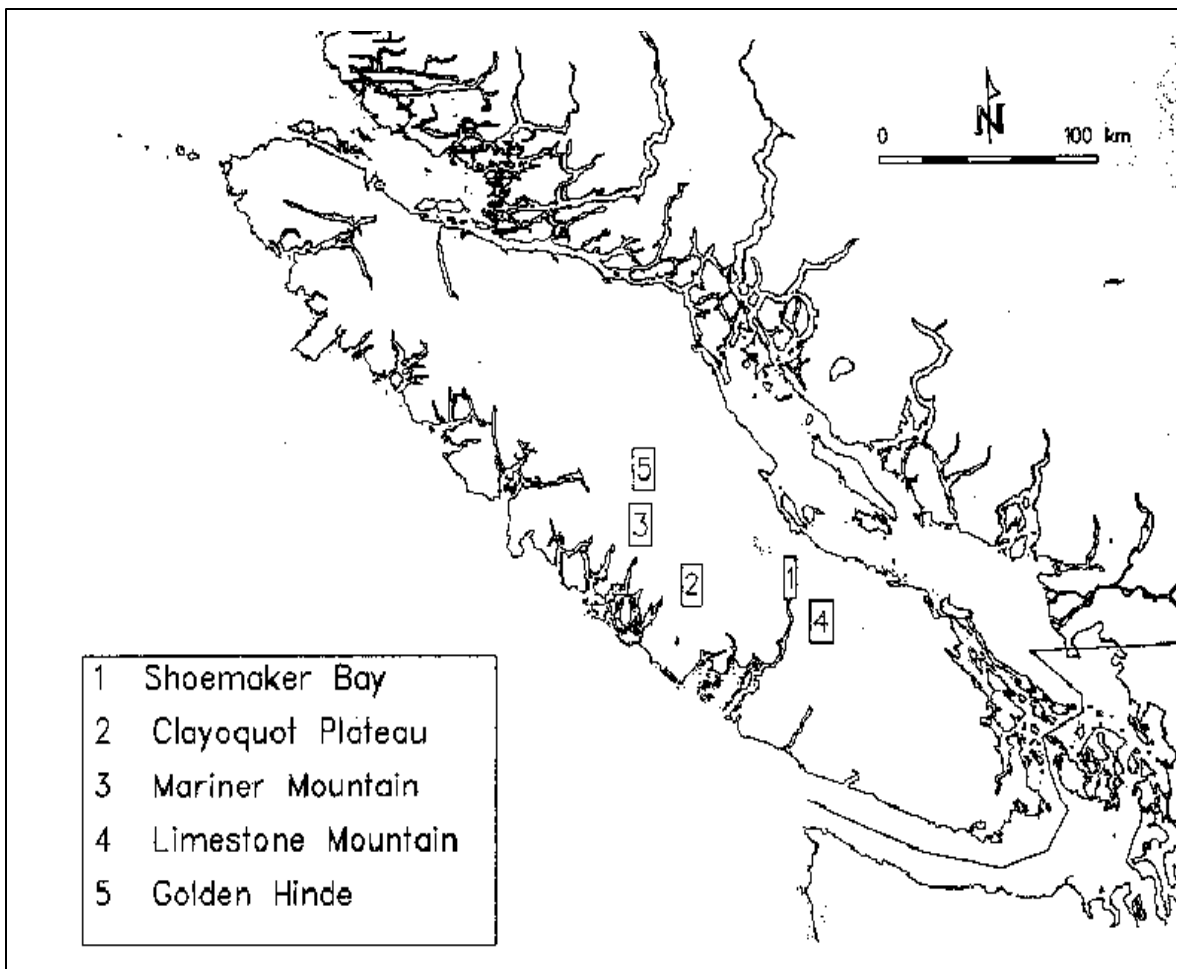 N
0 100 km
5
3
2
1
4
1 Shoemaker Bay
2 Clayoquot Plateau
3 Mariner Mountain
4 Limestone Mountain
5 Golden Hinde